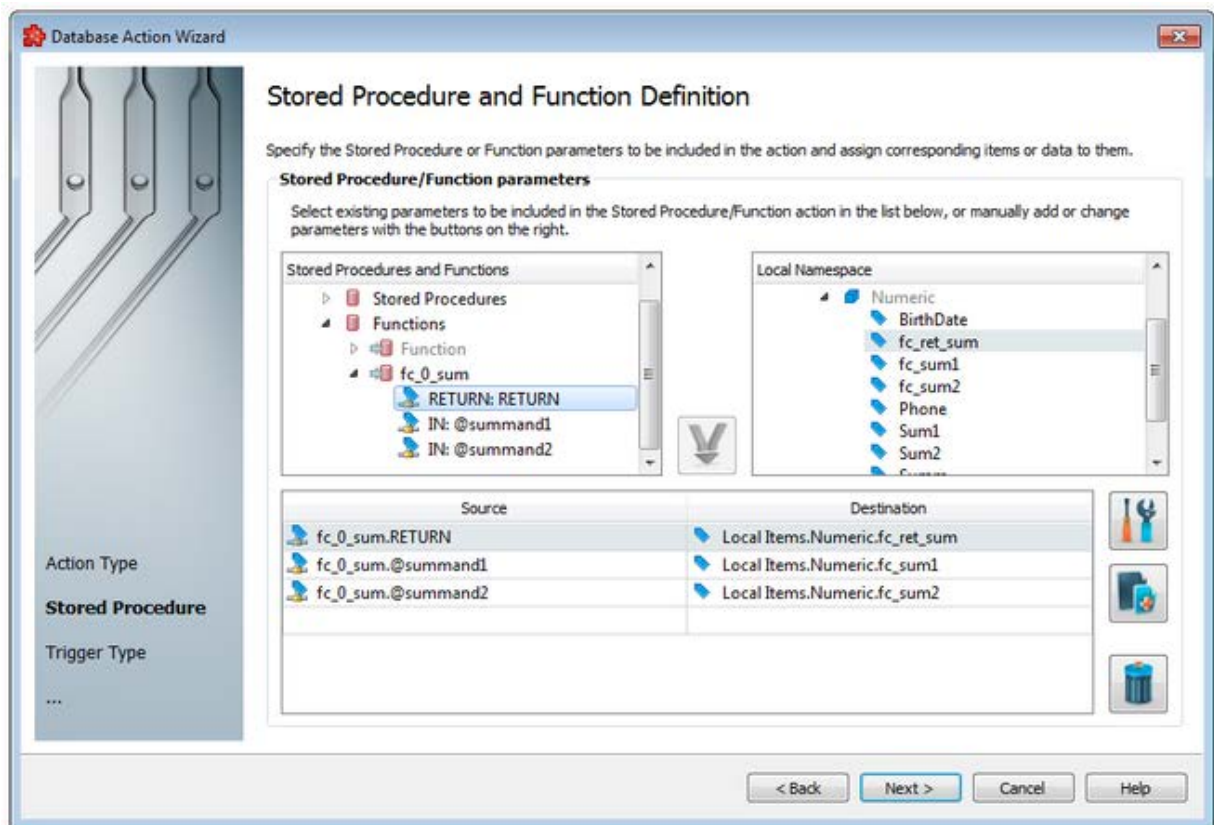 Database Action Wizard
Stored Procedure and Function Definition
Specify the Stored Procedure or Function parameters to be included in the action and assign corresponding items or data to them.
Stored Procedure/Function parameters
Select existing parameters to be included in the Stored Procedure/Function action in the list below, or manually add or change
parameters with the buttons on the right.
Stored Procedures and Functions
Stored Procedures
Functions
Function
fc_0_sum
RETURN: RETURN
IN: @summand1
IN: @summand2
Local Namespace
Numeric
BirthDate
fc_ret_sum
fc_sum1
fc_sum2
Phone
Sum1
Sum2
Source Destination
fc_0_sum.RETURN Local Items.Numeric.fc_ret_sum
fc_0_sum.@summand1 Local Items.Numeric.fc_sum1
fc_0_sum.@summand2 Local Items.Numeric.fc_sum2
Action Type
Stored Procedure
Trigger Type
...
< Back Next > Cancel Help